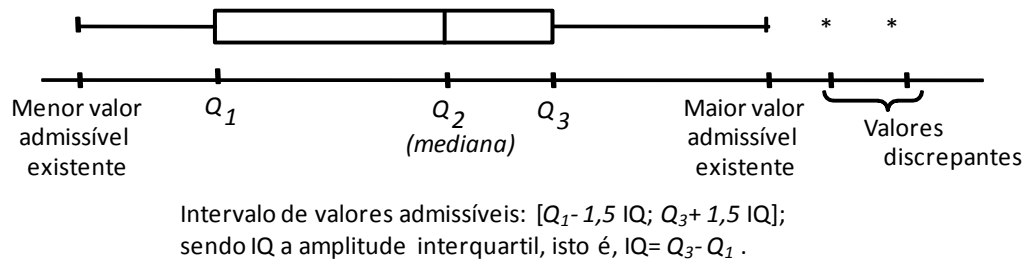 * *
Menor valor
admissível
existente
Q1
Q2
(mediana)
Q3
Maior valor
admissível
existente
Valores
discrepantes
Intervalo de valores admissíveis: [Q1- 1,5 IQ; Q3+ 1,5 IQ];
sendo IQ a amplitude interquartil, isto é, IQ= Q3- Q1 .